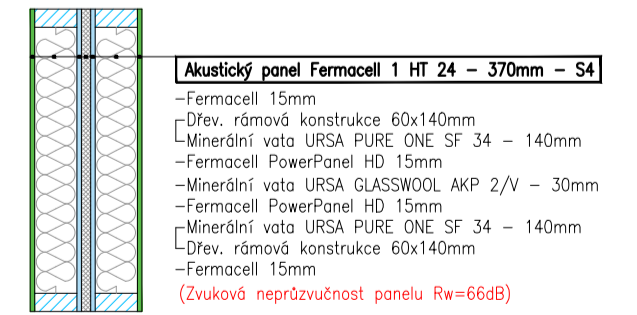 Akustický panel Fermacell 1 HT 24 – 370mm – S4
–Fermacell 15mm
Dřev. rámová konstrukce 60x140mm
Minerální vata URSA PURE ONE SF 34 – 140mm
–Fermacell PowerPanel HD 15mm
–Minerální vata URSA GLASSWOOL AKP 2/V – 30mm
–Fermacell PowerPanel HD 15mm
Minerální vata URSA PURE ONE SF 34 – 140mm
Dřev. rámová konstrukce 60x140mm
–Fermacell 15mm
(Zvuková neprůzvučnost panelu Rw=66dB)